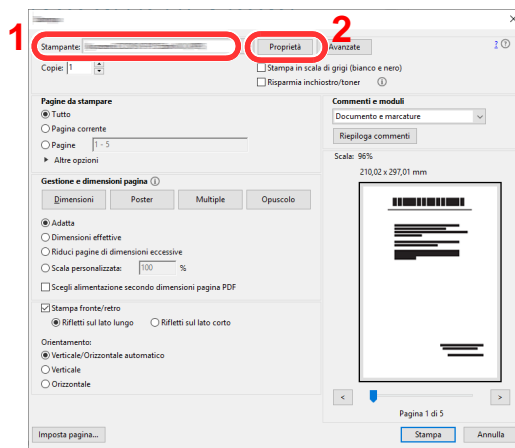 1
2
Stampante:
Proprietà
Avanzate
?
Copie: 1
Stampa in scala di grigi (bianco e nero)
Risparmia inchiostro/toner
Pagine da stampare
Tutto
Pagina corrente
Pagine 1 - 5
Altre opzioni
Gestione e dimensioni pagina
Dimensioni
Poster
Multiple
Opuscolo
Adatta
Dimensioni effettive
Riduci pagine di dimensioni eccessive
Scala personalizzata: 100 %
Scegli alimentazione secondo dimensioni pagina PDF
Stampa fronte/retro
Rifletti sul lato lungo
Rifletti sul lato corto
Orientamento:
Verticale/Orizzontale automatico
Verticale
Orizzontale
Commenti e moduli
Documento e marcature
Riepiloga commenti
Scala: 96%
210,02 x 297,01 mm
<
>
Pagina 1 di 5
Imposta pagina...
Stampa
Annulla